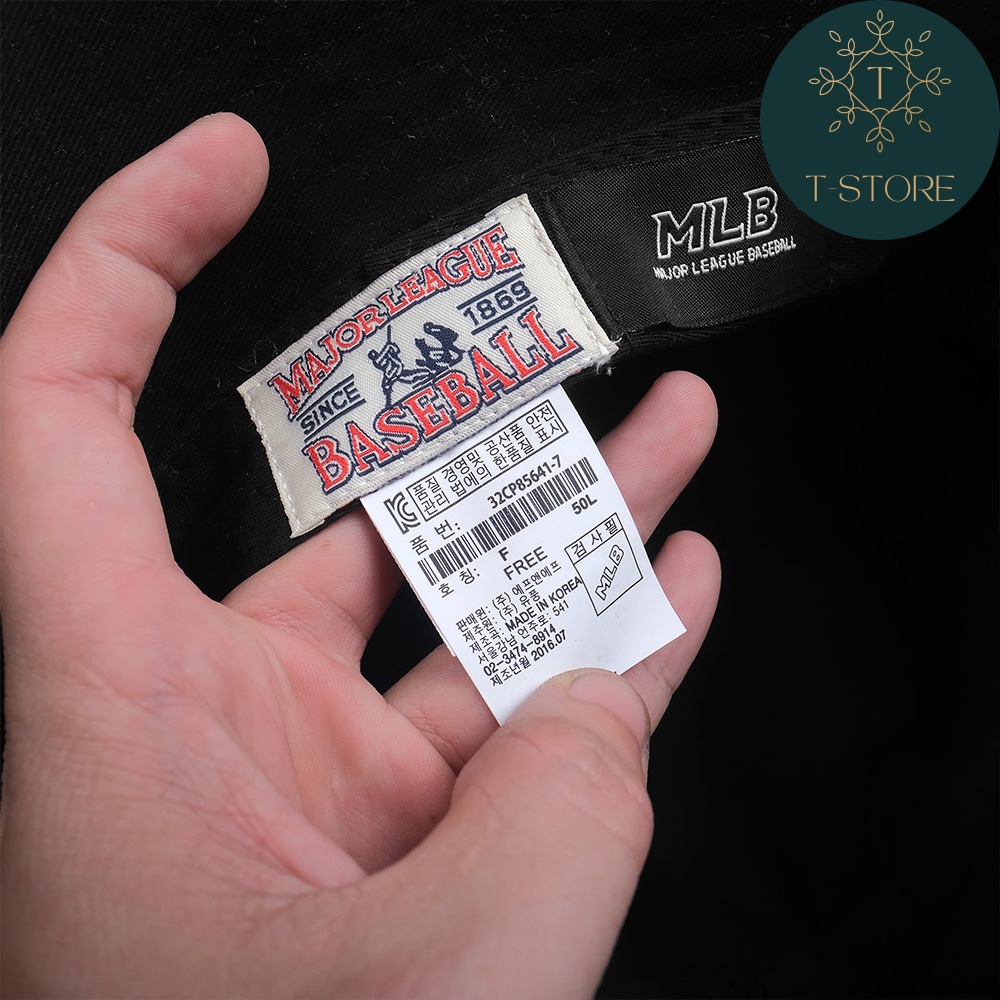 T
T-STORE
MLB
MAJOR LEAGUE BASEBALL
MAJOR LEAGUE
SINCE 1869
BASEBALL
품질 경영및 공산품 안전
관리 법에의 한품질 표시
품 번: 32CP85641-7
50L
호 칭: F
FREE
검 사 필
MLB
판매원: (주) 에프앤에프
제주원: (주) 유풍
제조국: MADE IN KOREA
서울강남 언주로: 541
02-3474-8914
제조년월 2016.07